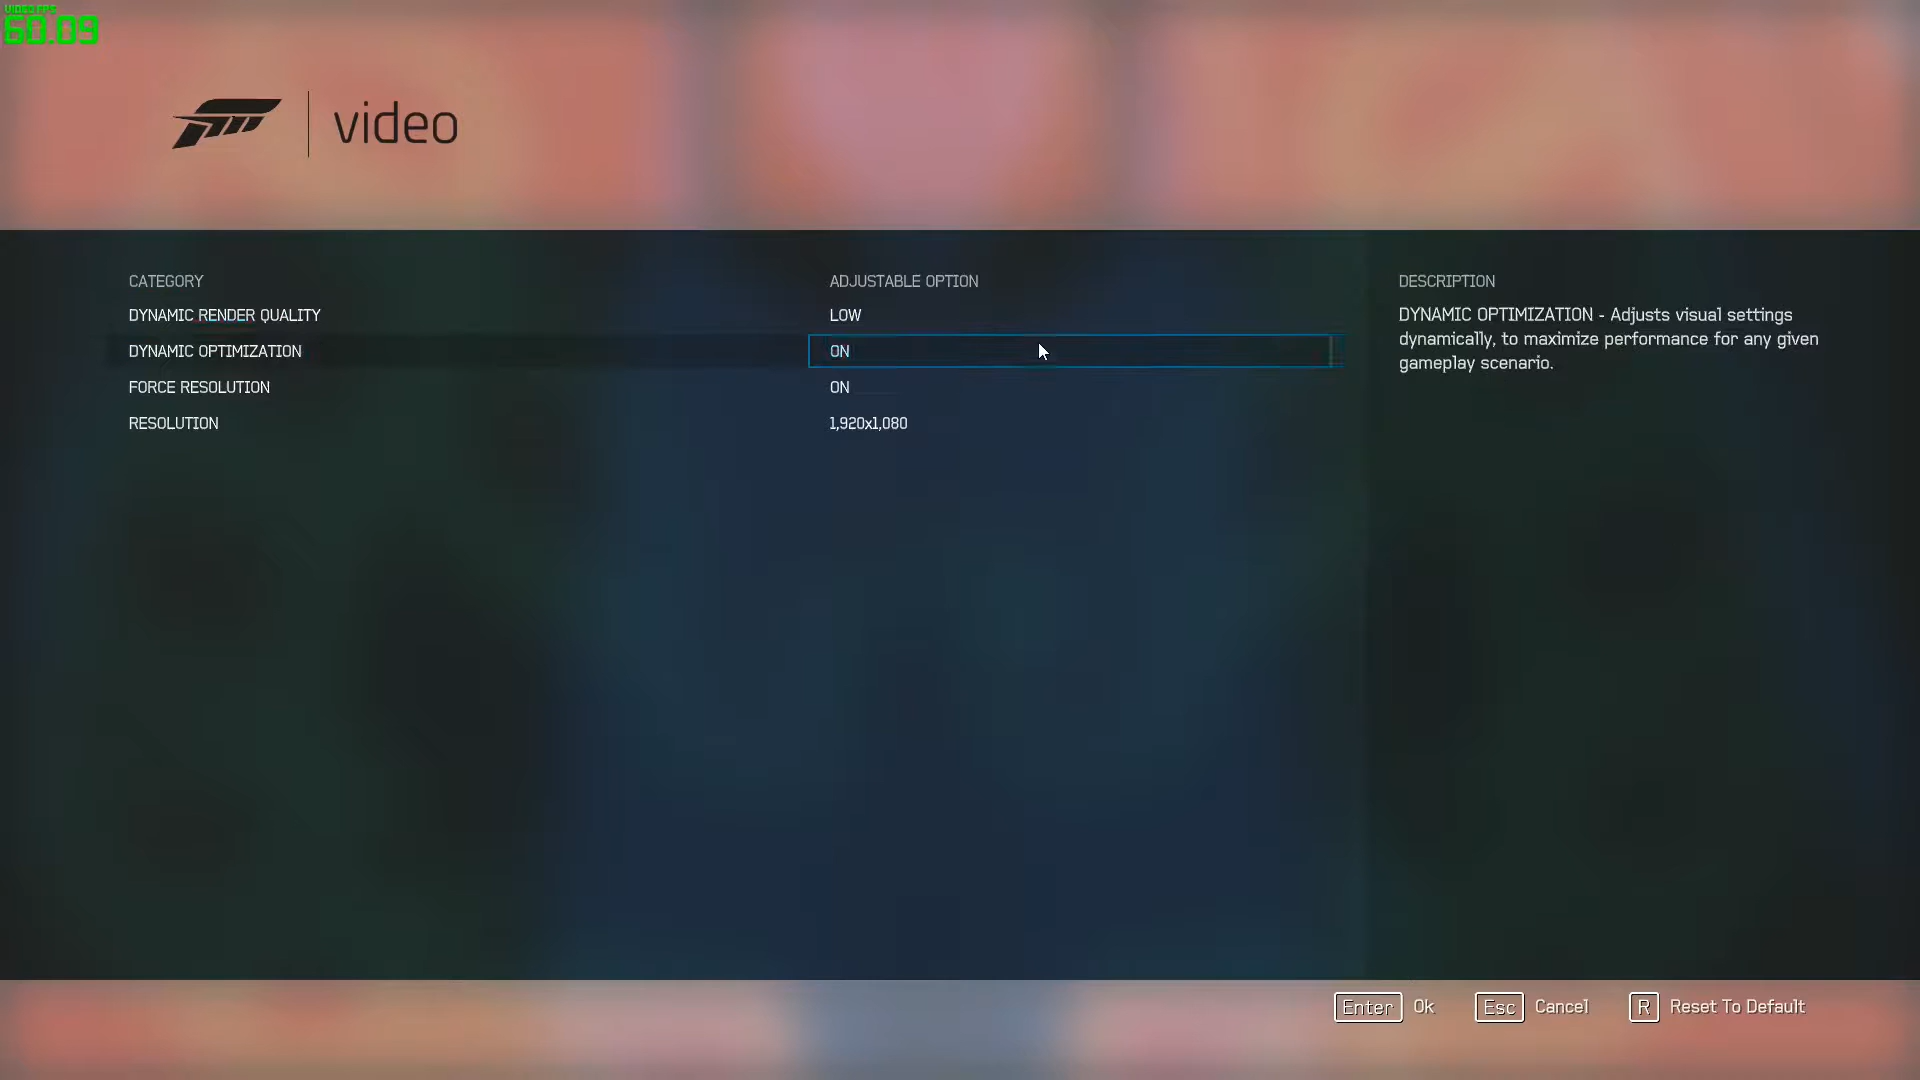 VIDEO FPS
60.09
video
CATEGORY
ADJUSTABLE OPTION
DESCRIPTION
DYNAMIC RENDER QUALITY
LOW
DYNAMIC OPTIMIZATION
ON
FORCE RESOLUTION
ON
RESOLUTION
1,920x1,080
DYNAMIC OPTIMIZATION - Adjusts visual settings
dynamically, to maximize performance for any given
gameplay scenario.
Enter Ok Esc Cancel R Reset To Default